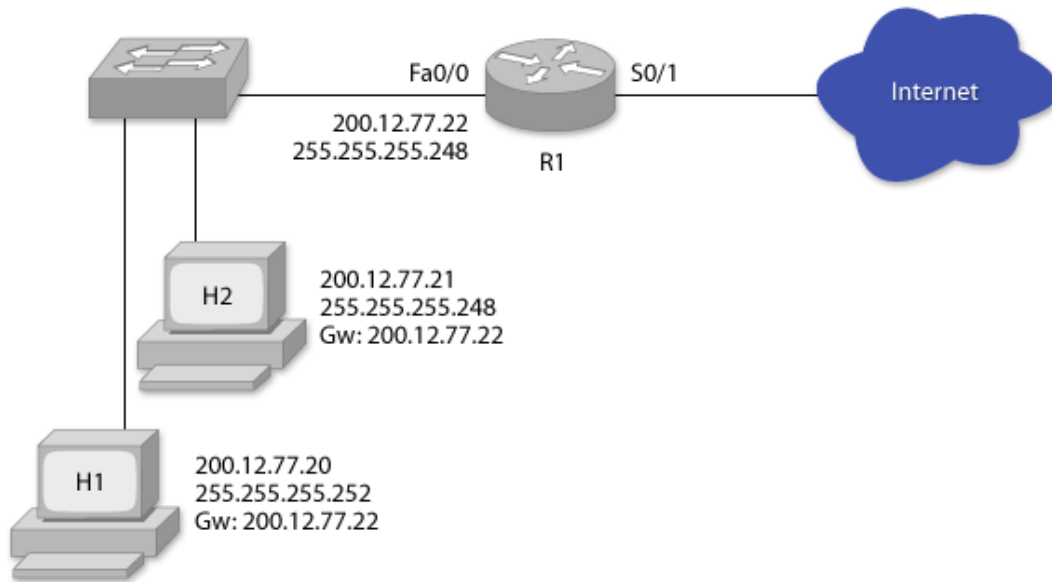 Fa0/0
S0/1
Internet
200.12.77.22
255.255.255.248
R1
H2
200.12.77.21
255.255.255.248
Gw: 200.12.77.22
H1
200.12.77.20
255.255.255.252
Gw: 200.12.77.22